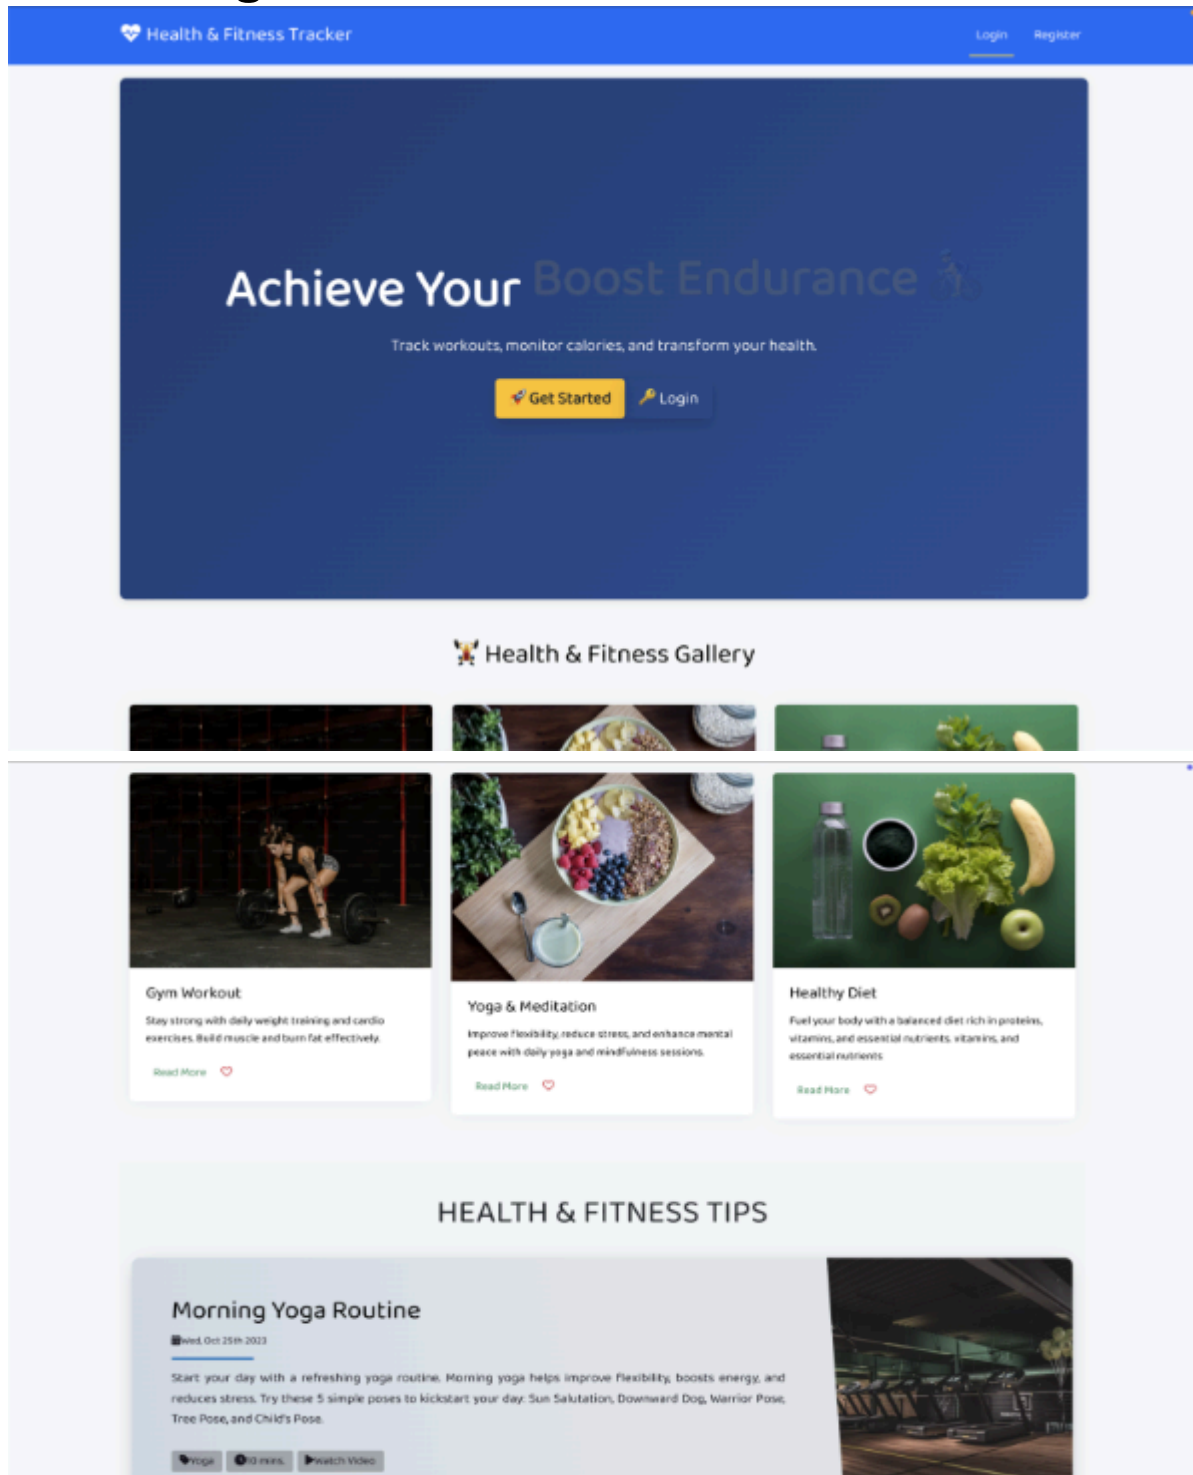 Health & Fitness Tracker
Login
Register
Achieve Your Boost Endurance
Track workouts, monitor calories, and transform your health.
Get Started
Login
Health & Fitness Gallery
Gym Workout
Stay strong with daily weight training and cardio
exercises. Build muscle and burn fat effectively.
Read More
Yoga & Meditation
Improve flexibility, reduce stress, and enhance mental
peace with daily yoga and mindfulness sessions.
Read More
Healthy Diet
Fuel your body with a balanced diet rich in proteins,
vitamins, and essential nutrients. vitamins, and
essential nutrients
Read More
HEALTH & FITNESS TIPS
Morning Yoga Routine
Wed, Oct 25th 2023
Start your day with a refreshing yoga routine. Morning yoga helps improve flexibility, boosts energy, and
reduces stress. Try these 5 simple poses to kickstart your day: Sun Salutation, Downward Dog, Warrior Pose,
Tree Pose, and Child's Pose.
Yoga
10 mins.
Watch Video